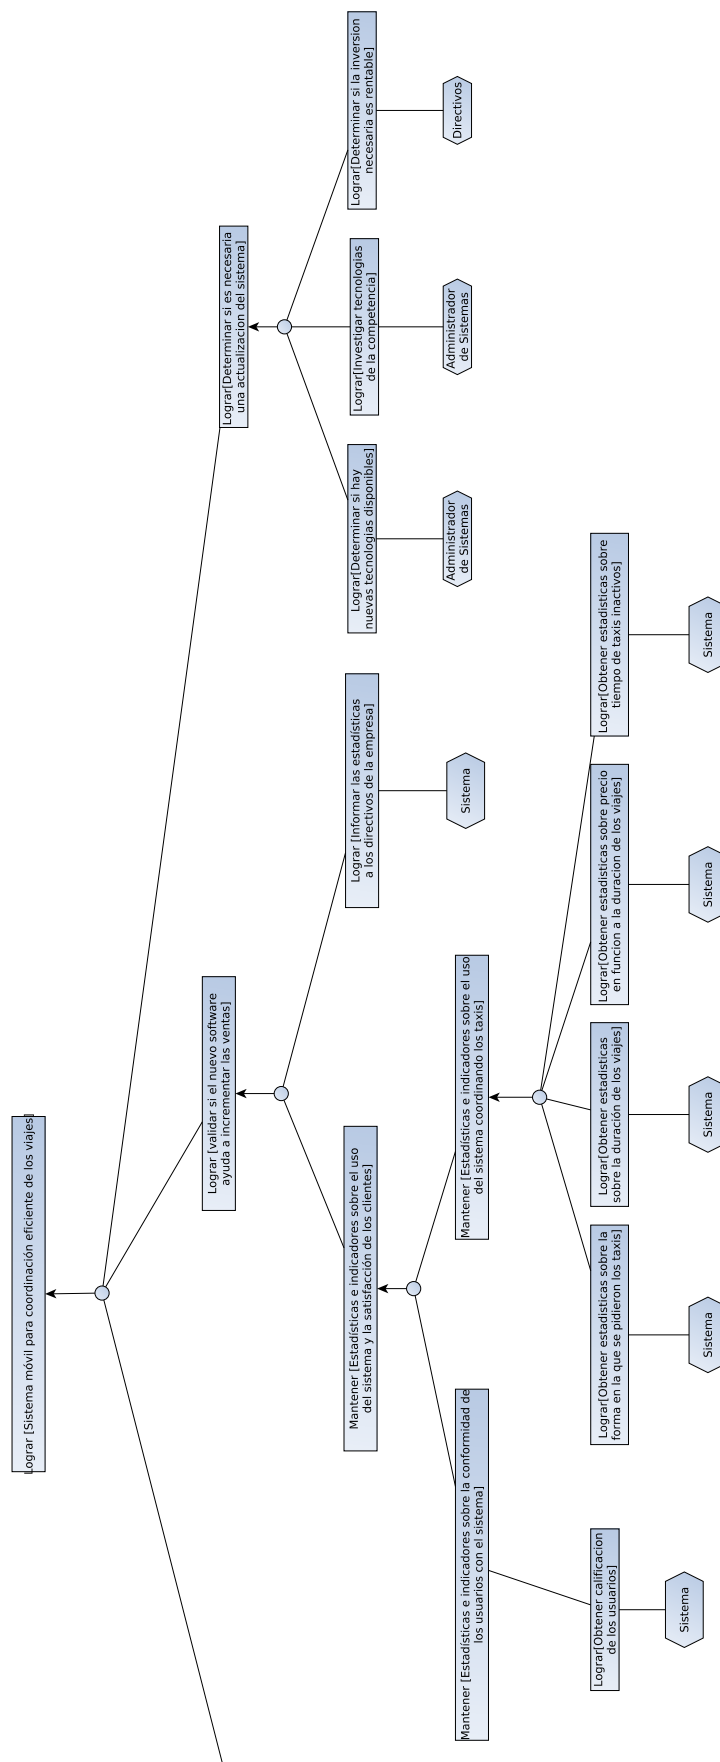 Lograr [Sistema móvil para coordinación eficiente de los viajes]
Lograr [validar si el nuevo software
ayuda a incrementar las ventas]
Lograr[Determinar si es necesaria
una actualizacion del sistema]
Mantener [Estadísticas e indicadores sobre el uso
del sistema y la satisfacción de los clientes]
Lograr [Informar las estadísticas
a los directivos de la empresa]
Lograr[Determinar si hay
nuevas tecnologias disponibles]
Lograr[Investigar tecnologias
de la competencia]
Lograr[Determinar si la inversion
necesaria es rentable]
Mantener [Estadísticas e indicadores sobre la conformidad de
los usuarios con el sistema]
Mantener [Estadísticas e indicadores sobre el uso
del sistema coordinando los taxis]
Sistema
Administrador
de Sistemas
Administrador
de Sistemas
Directivos
Lograr[Obtener calificacion
de los usuarios]
Lograr[Obtener estadisticas sobre la
forma en la que se pidieron los taxis]
Lograr[Obtener estadisticas
sobre la duración de los viajes]
Lograr[Obtener estadisticas sobre precio
en funcion a la duracion de los viajes]
Lograr[Obtener estadisticas sobre
tiempo de taxis inactivos]
Sistema
Sistema
Sistema
Sistema
Sistema